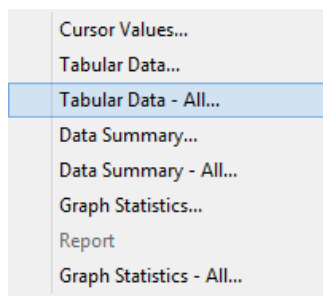 Cursor Values...
Tabular Data...
Tabular Data - All...
Data Summary...
Data Summary - All...
Graph Statistics...
Report
Graph Statistics - All...